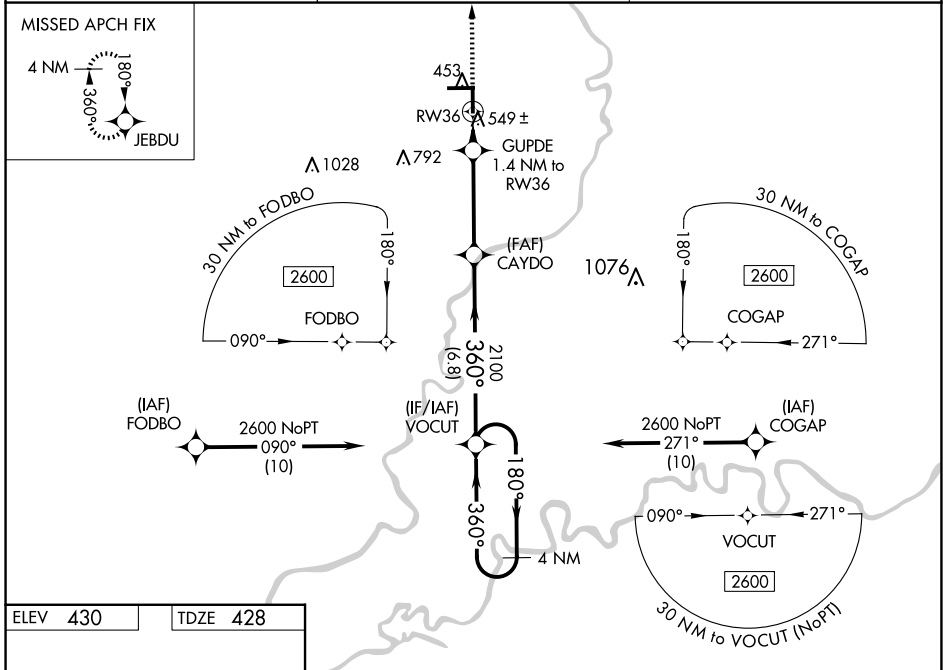 MISSED APCH FIX
4 NM
180°
360°
JEBDU
453
RW36
549 ±
GUPDE
1.4 NM to
RW36
1028
792
30 NM to FODBO
180°
2600
FODBO
090°
(FAF)
CAYDO
1076
30 NM to COGAP
180°
2600
COGAP
271°
2100
360°
(6.8)
(IAF)
FODBO
2600 NoPT
090°
(10)
(IF/IAF)
VOCUT
180°
360°
4 NM
2600 NoPT
271°
(10)
(IAF)
COGAP
090°
271°
VOCUT
2600
30 NM to VOCUT (NoPT)
ELEV 430
TDZE 428